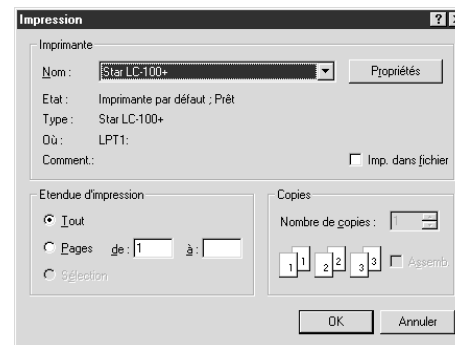 Impression
Imprimante
Nom : Star LC-100+ Propriétés
Etat : Imprimante par défaut ; Prêt
Type : Star LC-100+
Où : LPT1:
Comment.: Imp. dans fichier
Etendue d'impression
Tout
Pages de : 1 à :
Sélection
Copies
Nombre de copies : 1
1 1 2 2 3 3 Assemb.
OK Annuler